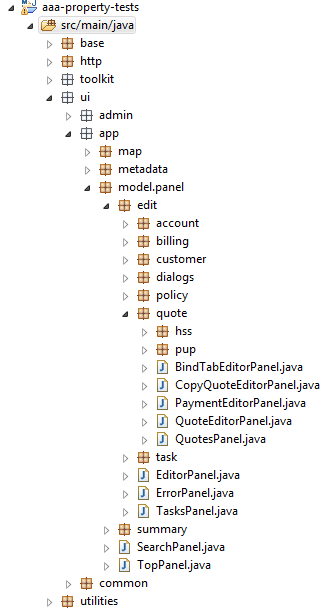 aaa-property-tests
src/main/java
base
http
toolkit
ui
admin
app
map
metadata
model.panel
edit
account
billing
customer
dialogs
policy
quote
hss
pup
BindTabEditorPanel.java
CopyQuoteEditorPanel.java
PaymentEditorPanel.java
QuoteEditorPanel.java
QuotesPanel.java
task
EditorPanel.java
ErrorPanel.java
TasksPanel.java
summary
SearchPanel.java
TopPanel.java
common
utilities